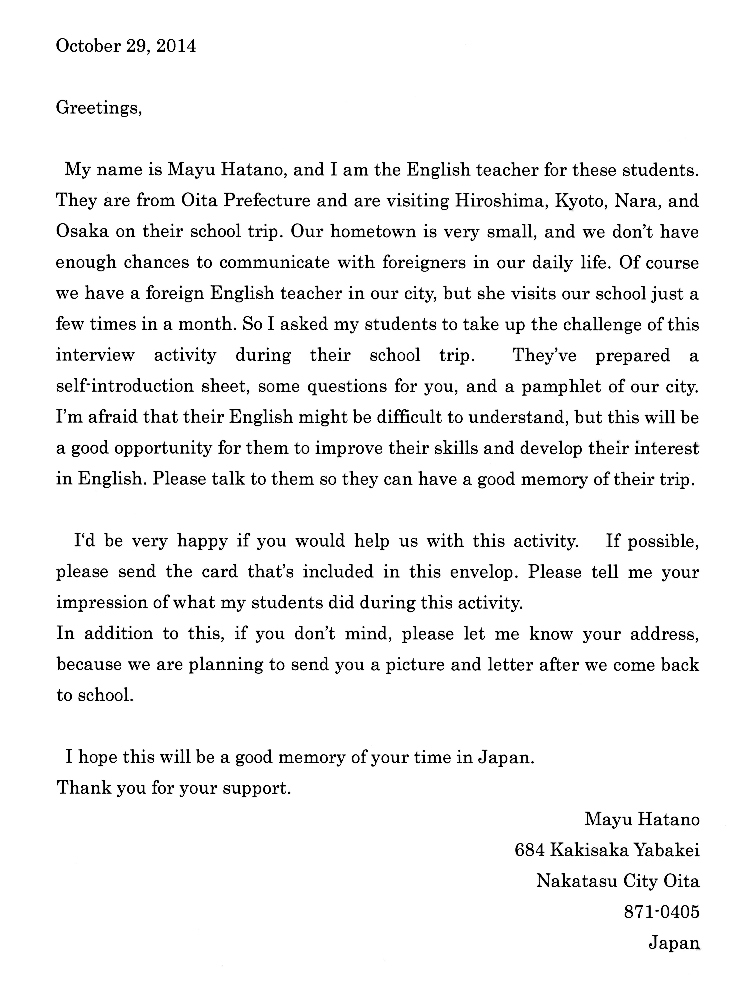 October 29, 2014
Greetings,
My name is Mayu Hatano, and I am the English teacher for these students.
They are from Oita Prefecture and are visiting Hiroshima, Kyoto, Nara, and
Osaka on their school trip. Our hometown is very small, and we don’t have
enough chances to communicate with foreigners in our daily life. Of course
we have a foreign English teacher in our city, but she visits our school just a
few times in a month. So I asked my students to take up the challenge of this
interview activity during their school trip. They’ve prepared a
self-introduction sheet, some questions for you, and a pamphlet of our city.
I’m afraid that their English might be difficult to understand, but this will be
a good opportunity for them to improve their skills and develop their interest
in English. Please talk to them so they can have a good memory of their trip.
I‘d be very happy if you would help us with this activity. If possible,
please send the card that’s included in this envelop. Please tell me your
impression of what my students did during this activity.
In addition to this, if you don’t mind, please let me know your address,
because we are planning to send you a picture and letter after we come back
to school.
I hope this will be a good memory of your time in Japan.
Thank you for your support.
Mayu Hatano
684 Kakisaka Yabakei
Nakatasu City Oita
871-0405
Japan